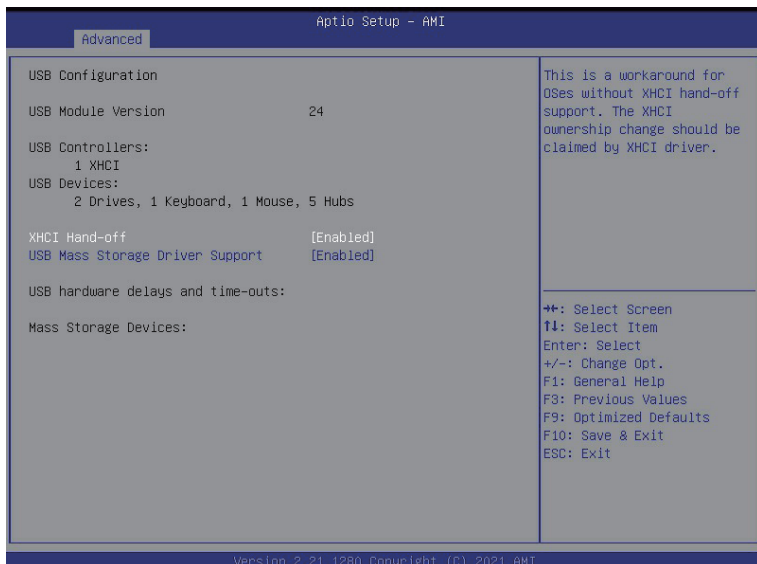 Aptio Setup – AMI
Advanced
USB Configuration
USB Module Version 24
USB Controllers:
1 XHCI
USB Devices:
2 Drives, 1 Keyboard, 1 Mouse, 5 Hubs
XHCI Hand-off [Enabled]
USB Mass Storage Driver Support [Enabled]
USB hardware delays and time-outs:
Mass Storage Devices:
This is a workaround for
OSes without XHCI hand-off
support. The XHCI
ownership change should be
claimed by XHCI driver.
→←: Select Screen
↑↓: Select Item
Enter: Select
+/-: Change Opt.
F1: General Help
F3: Previous Values
F9: Optimized Defaults
F10: Save & Exit
ESC: Exit
Version 2.21.1280 Copyright (C) 2021 AMI